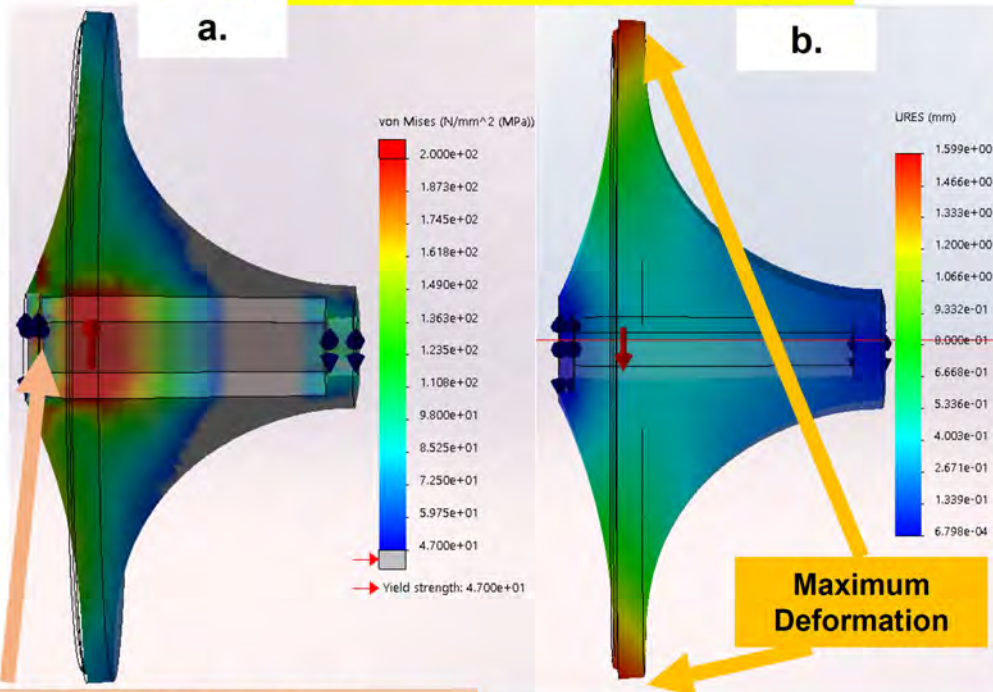 a.
von Mises (N/mm^2 (MPa))
2.000e+02
1.873e+02
1.745e+02
1.618e+02
1.490e+02
1.363e+02
1.235e+02
1.108e+02
9.800e+01
8.525e+01
7.250e+01
5.975e+01
4.700e+01
Yield strength: 4.700e+01
b.
URES (mm)
1.599e+00
1.466e+00
1.333e+00
1.200e+00
1.066e+00
9.332e-01
8.000e-01
6.668e-01
5.336e-01
4.003e-01
2.671e-01
1.339e-01
6.798e-04
Maximum
Deformation